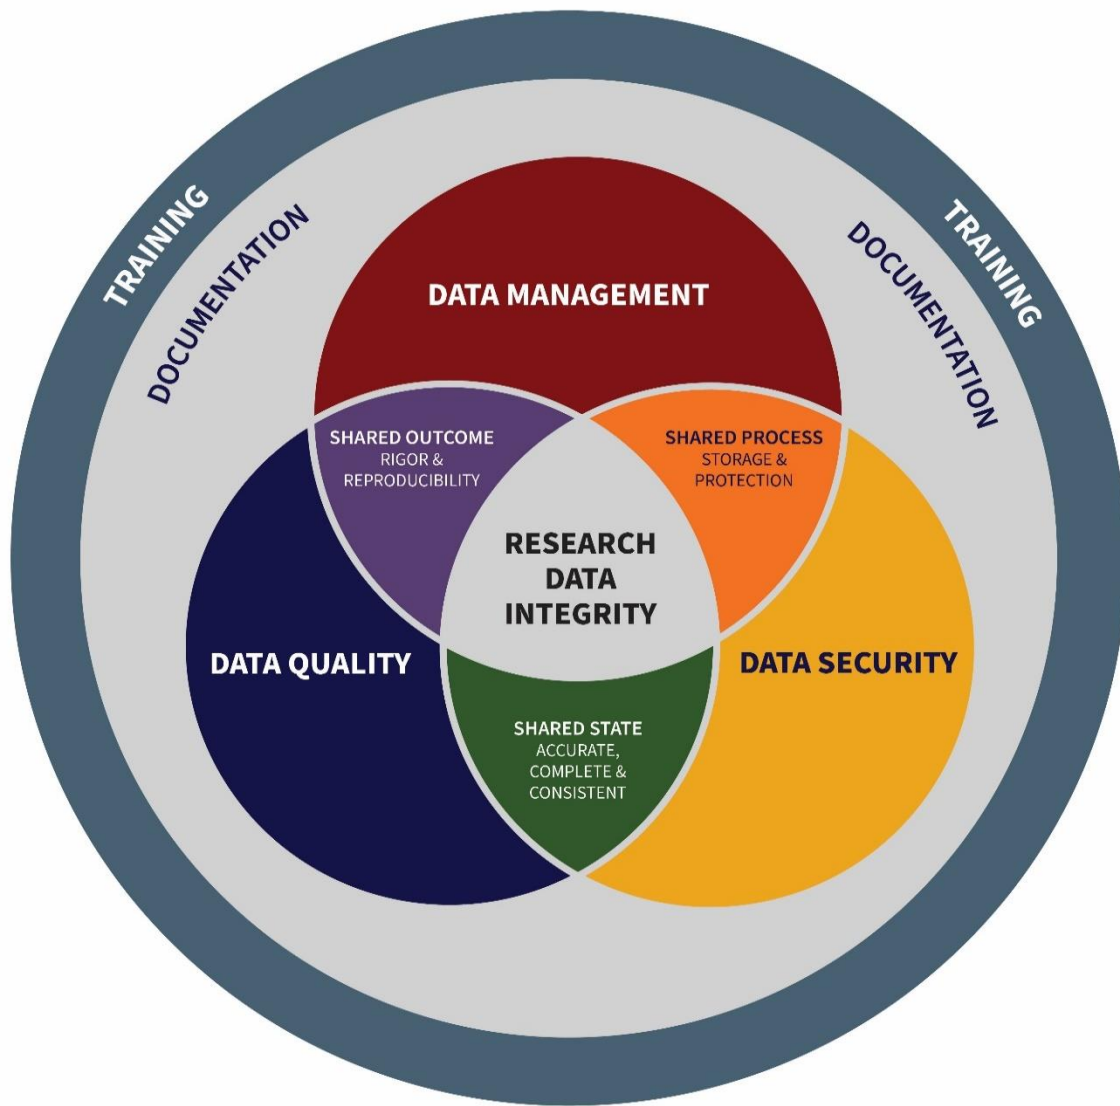 TRAINING
DOCUMENTATION
TRAINING
DOCUMENTATION
DATA MANAGEMENT
SHARED OUTCOME
RIGOR &
REPRODUCIBILITY
SHARED PROCESS
STORAGE &
PROTECTION
RESEARCH
DATA
INTEGRITY
DATA QUALITY
DATA SECURITY
SHARED STATE
ACCURATE,
COMPLETE &
CONSISTENT